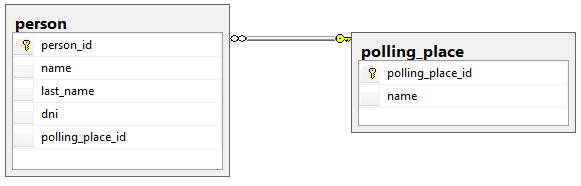 person
person_id
name
last_name
dni
polling_place_id
polling_place
polling_place_id
name